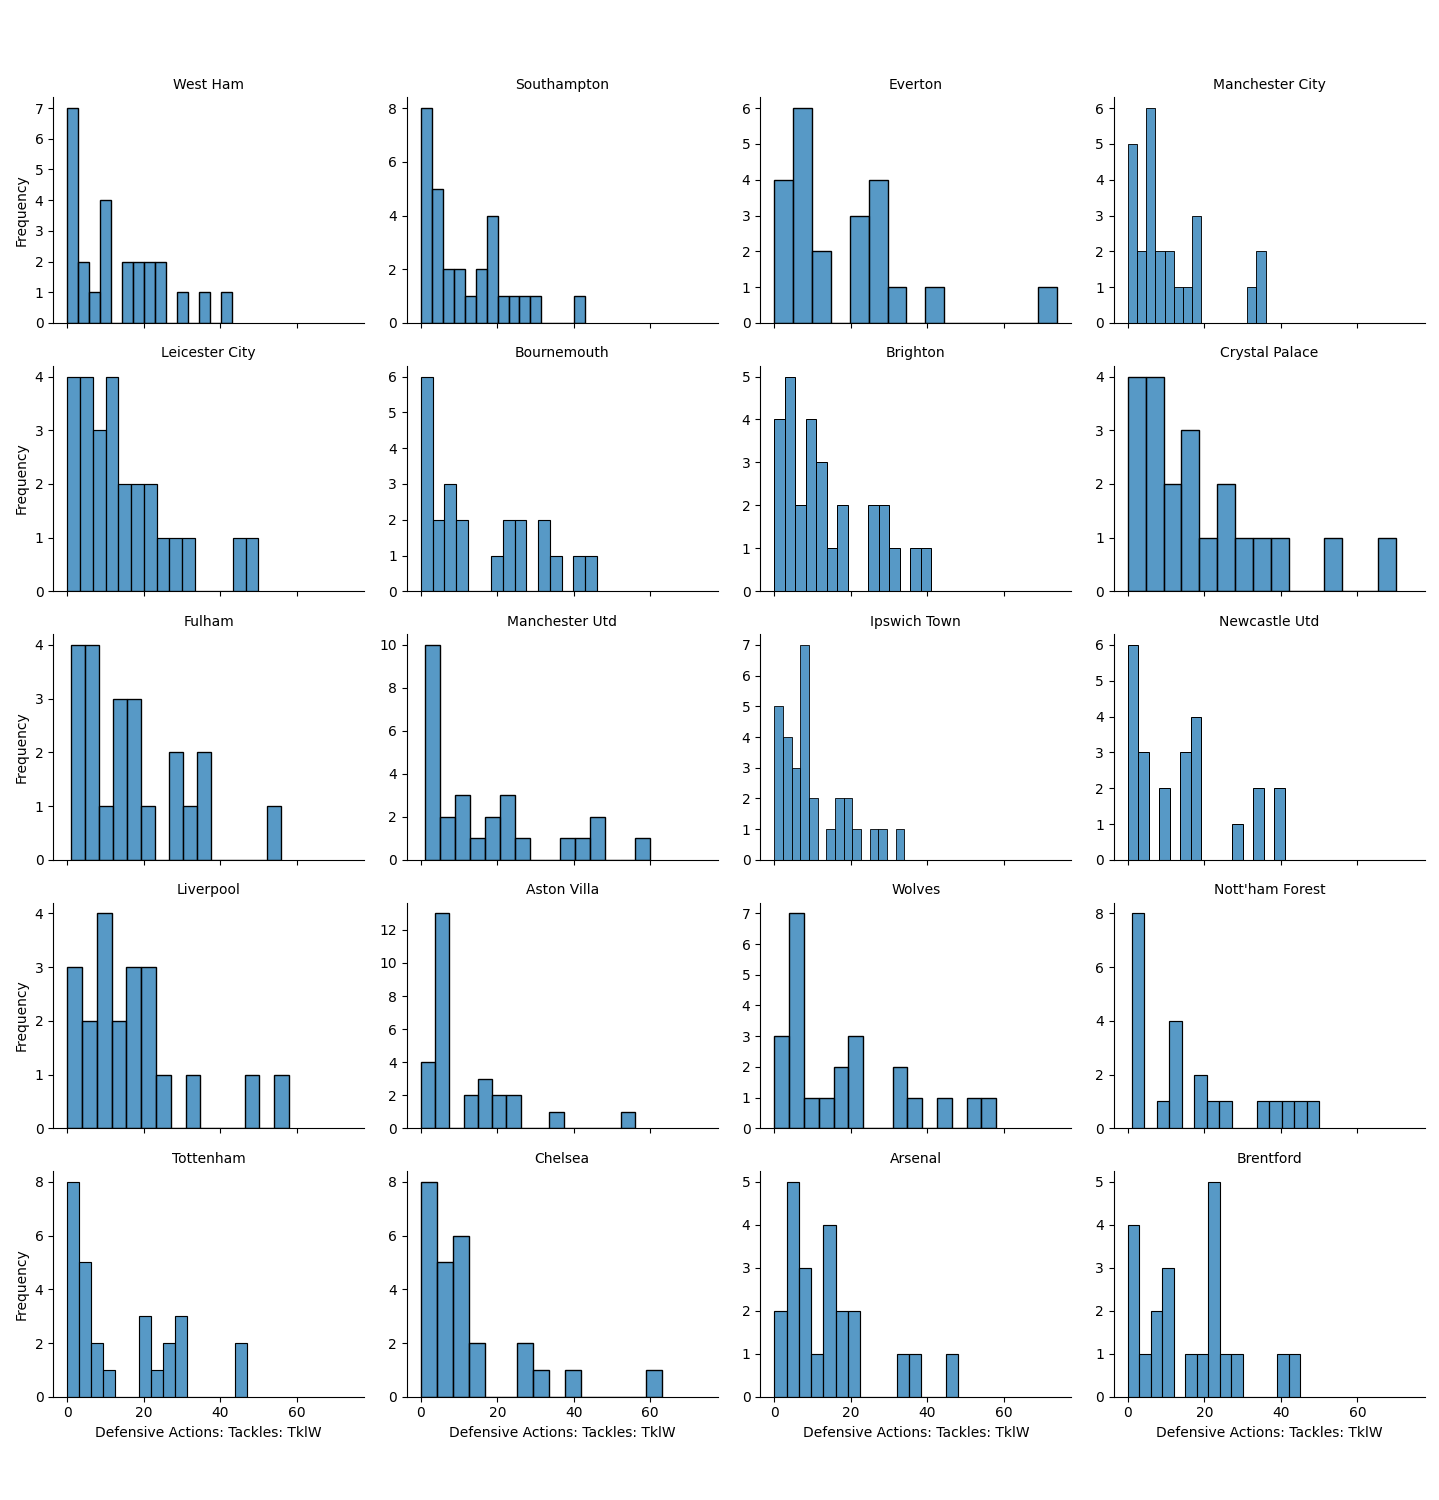 West Ham Southampton Everton Manchester City
7 8 6 6
6 5 5
6
5 4 4
4 4 3 3
3
2 2 2
2 2
1 1 1
0 0 0 0
Frequency
Leicester City Bournemouth Brighton Crystal Palace
4 6 5 4
5
3 4 3
4
3
2 3 2
2
2
1 1 1 1
0 0 0 0
Frequency
Fulham Manchester Utd Ipswich Town Newcastle Utd
4 10 7 6
6
8 5
3 5
6 4
2 4
4 3 3
2 2
1 2
1 1
0 0 0 0
Frequency
Liverpool Aston Villa Wolves Nott'ham Forest
4 12 7 8
6
3 10 6
5
8
4
2 6 4
3
4
2
1 2 2
1
0 0 0 0
Frequency
Tottenham Chelsea Arsenal Brentford
8 8 5 5
6 6 4 4
3 3
4 4
2 2
2 2
1 1
0 0 0 0
Frequency
0 20 40 60 0 20 40 60 0 20 40 60 0 20 40 60
Defensive Actions: Tackles: TklW Defensive Actions: Tackles: TklW Defensive Actions: Tackles: TklW Defensive Actions: Tackles: TklW